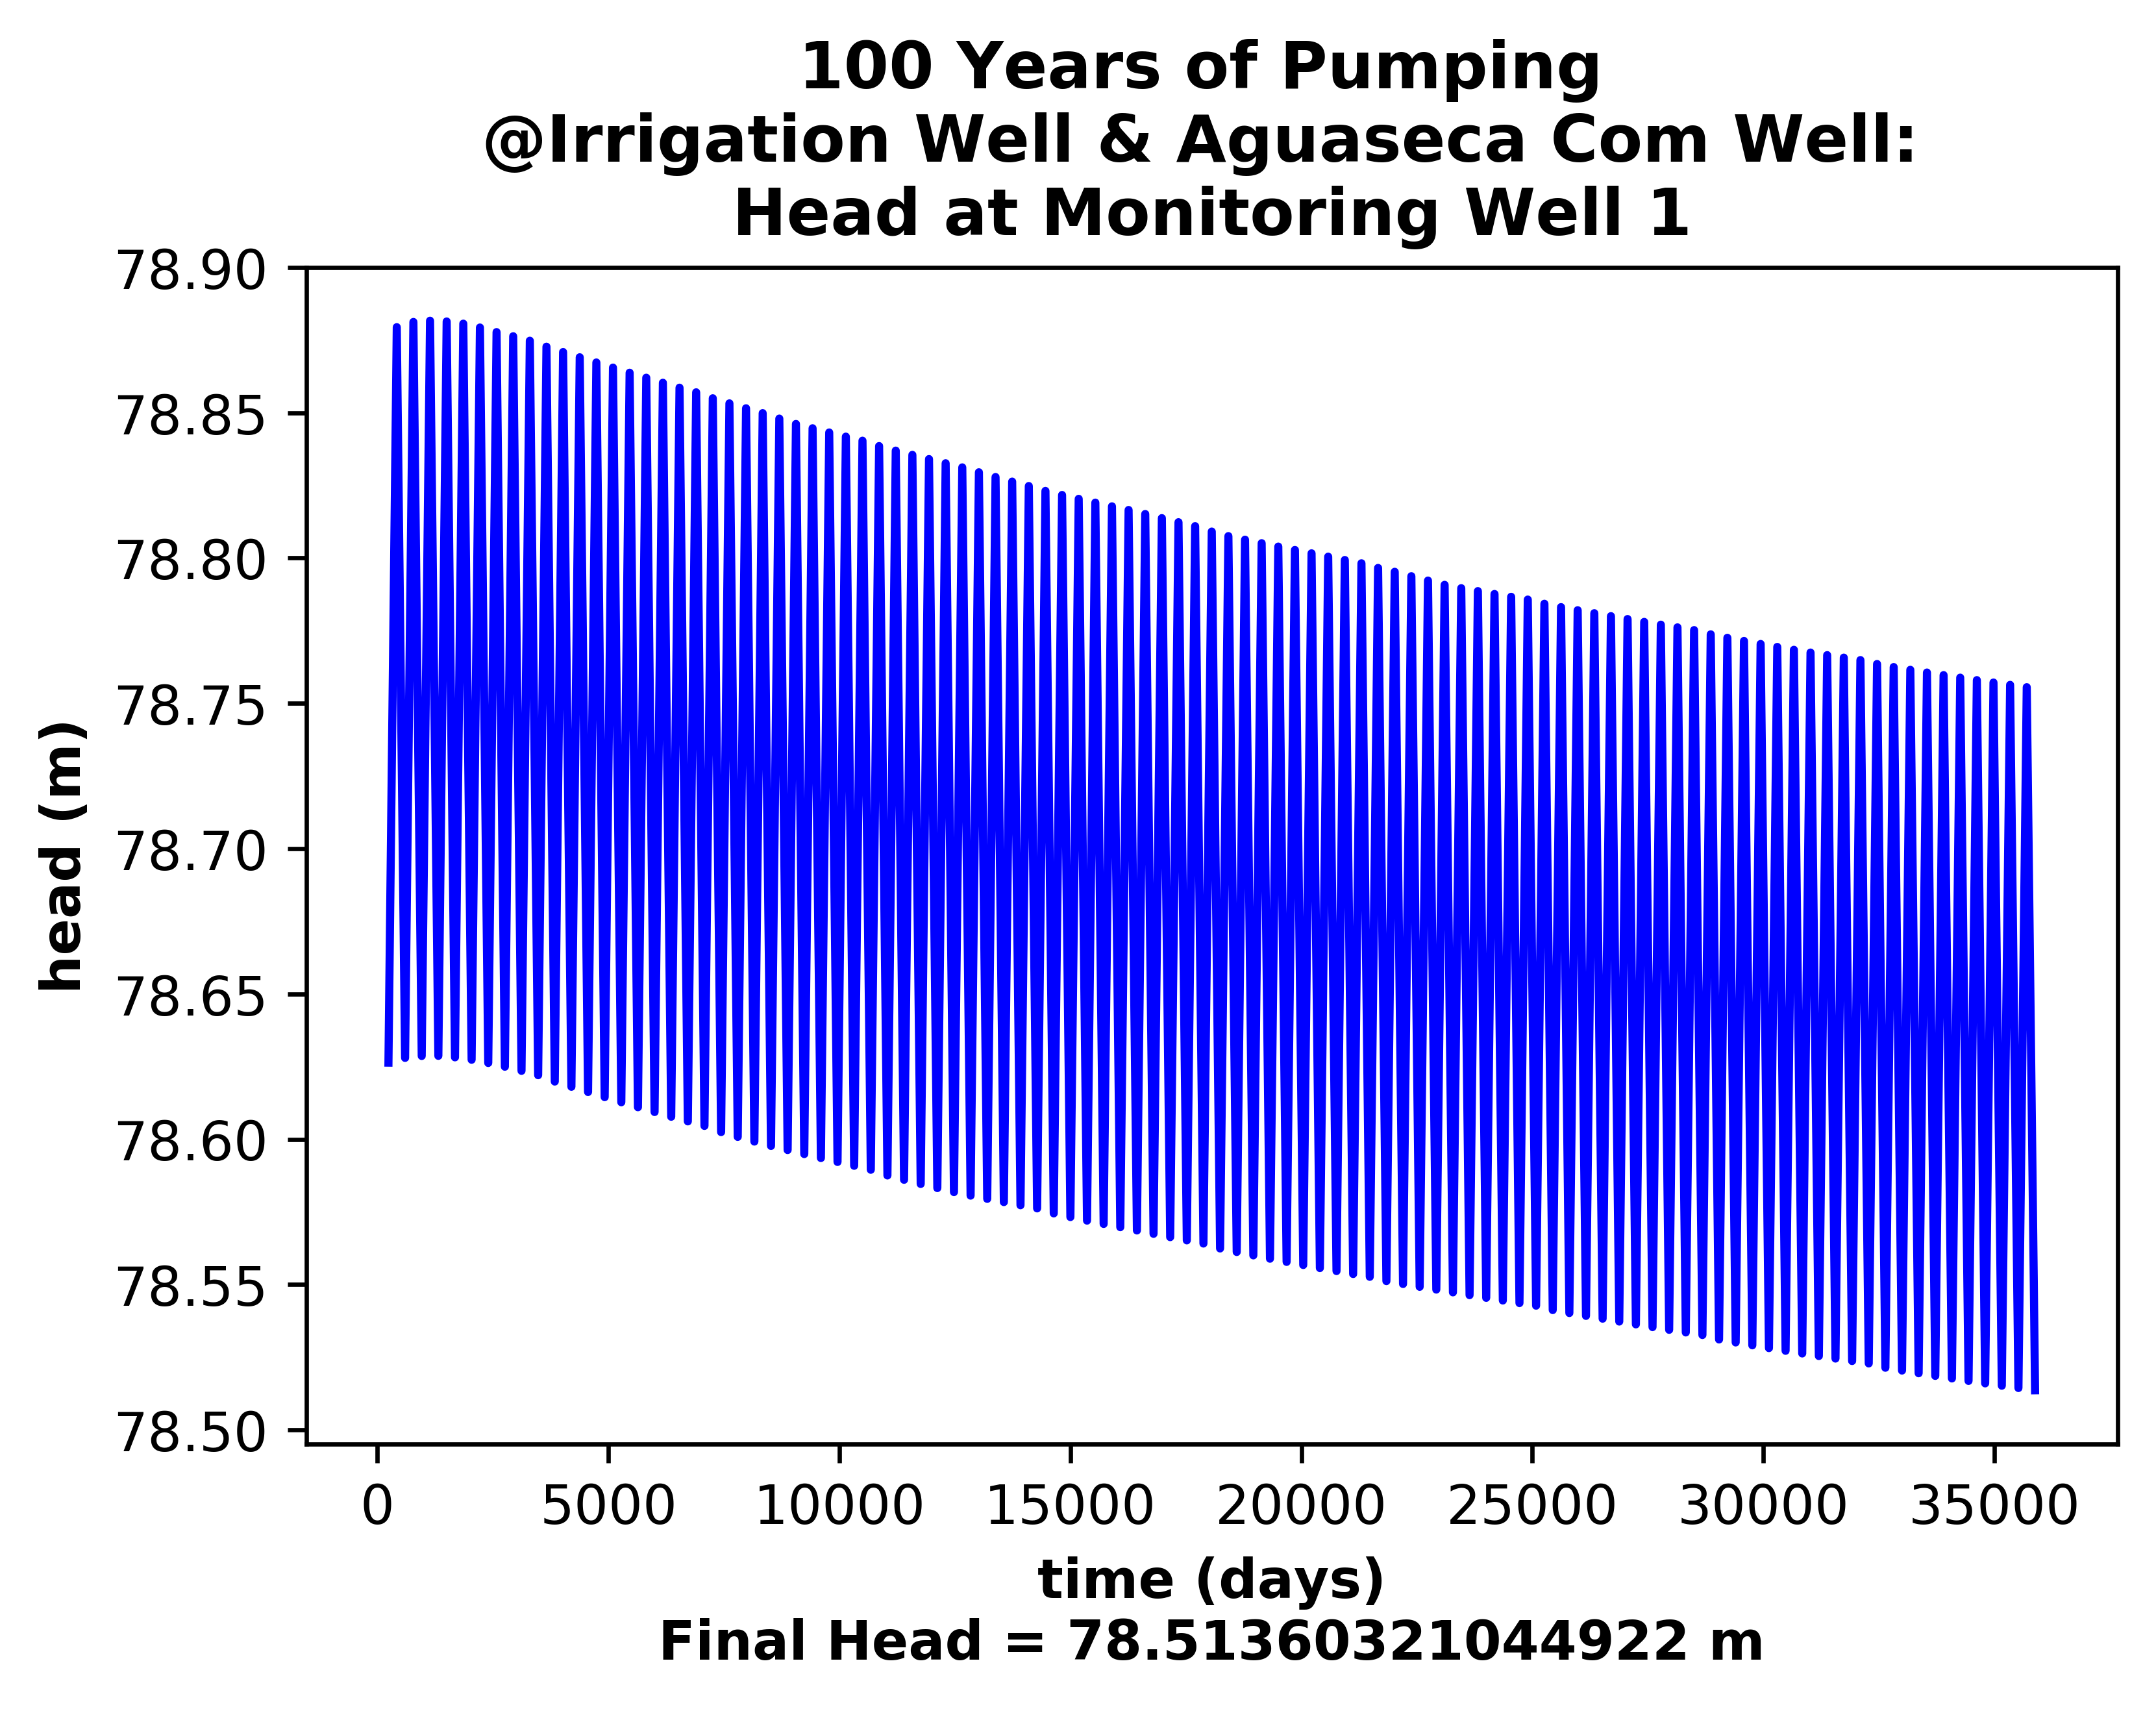 100 Years of Pumping
@Irrigation Well & Aguaseca Com Well:
Head at Monitoring Well 1
78.90
78.85
78.80
78.75
78.70
78.65
78.60
78.55
78.50
head (m)
0 5000 10000 15000 20000 25000 30000 35000
time (days)
Final Head = 78.51360321044922 m